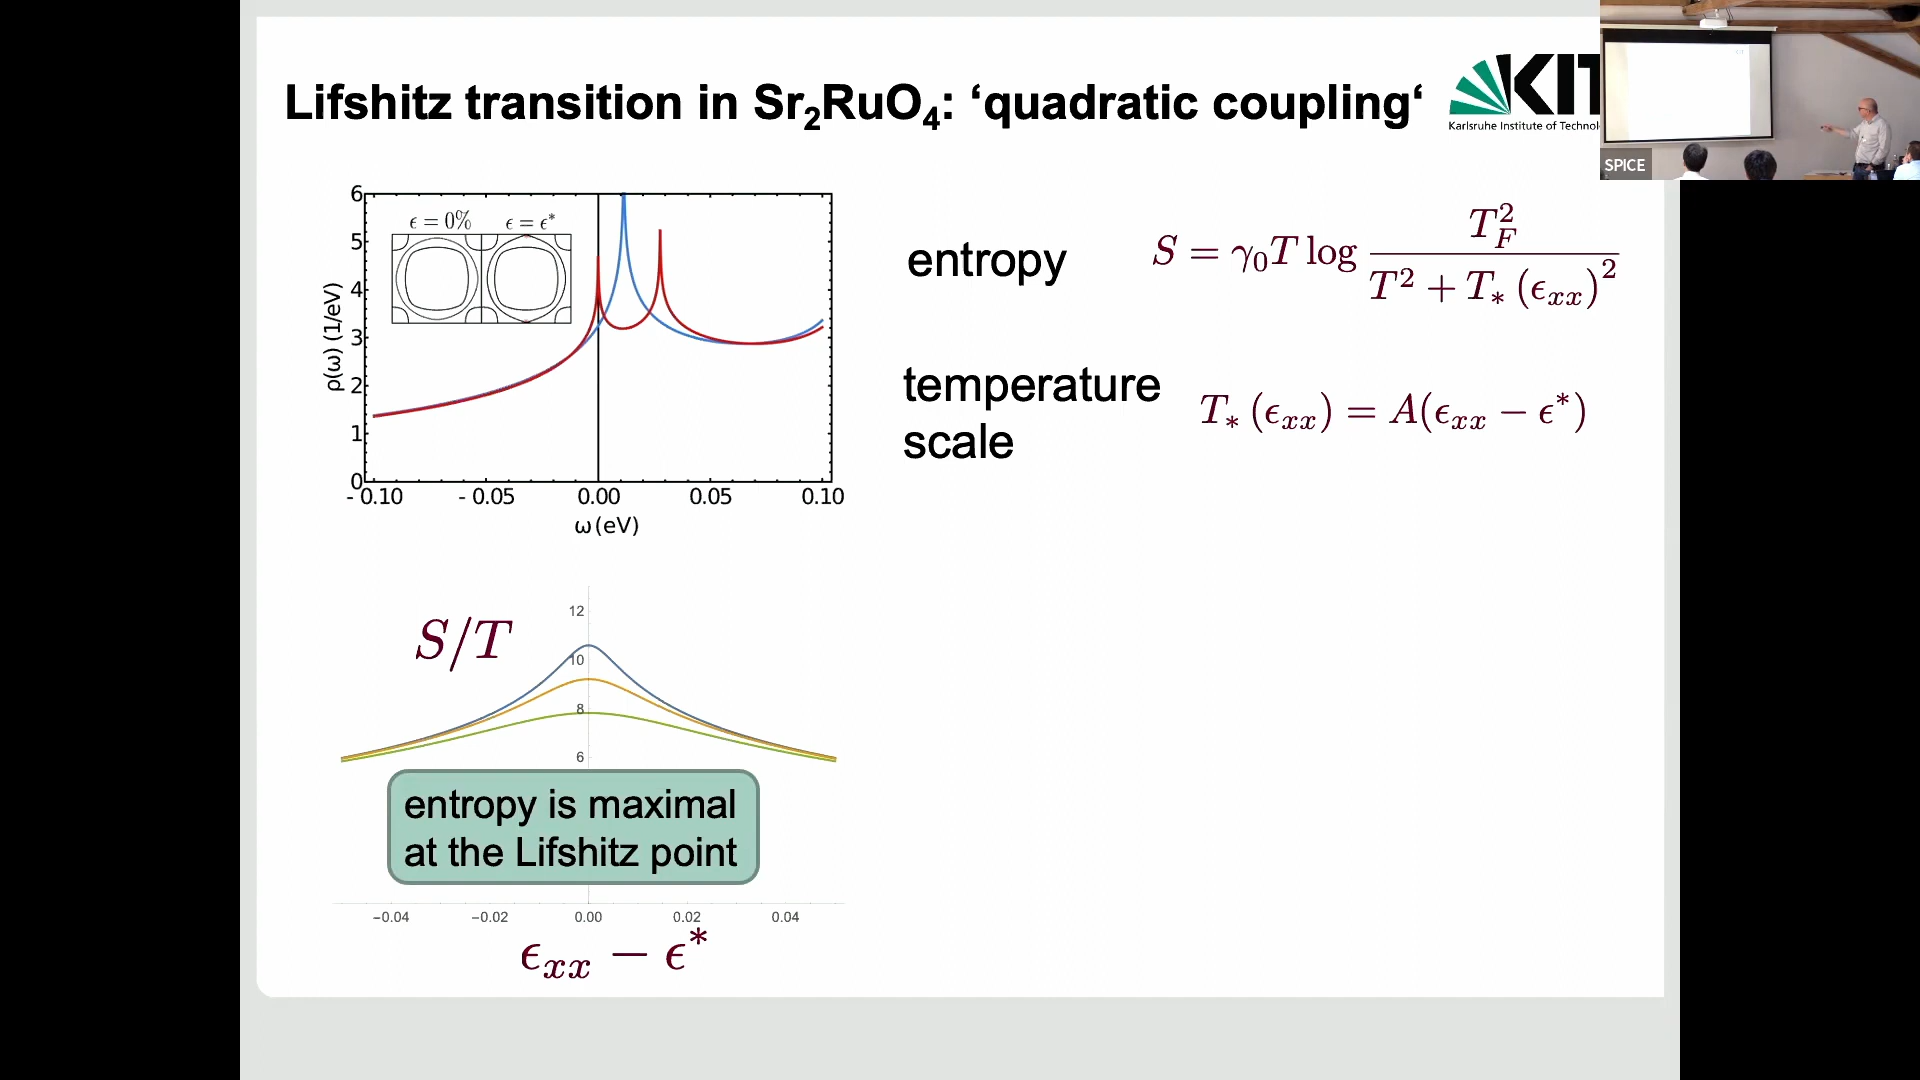 Lifshitz transition in Sr₂RuO₄: ‘quadratic coupling‘
KIT
Karlsruhe Institute of Technol
SPICE
6
5
4
3
2
1
0
ρ(ω) (1/eV)
ϵ = 0% ϵ = ϵ*
- 0.10 - 0.05 0.00 0.05 0.10
ω (eV)
entropy
S = γ₀T log T_F^2 / (T² + T_* (ϵ_xx)²)
temperature
scale
T_* (ϵ_xx) = A(ϵ_xx − ϵ*)
S/T
12
10
8
6
entropy is maximal
at the Lifshitz point
−0.04 −0.02 0.00 0.02 0.04
ϵ_xx − ϵ*